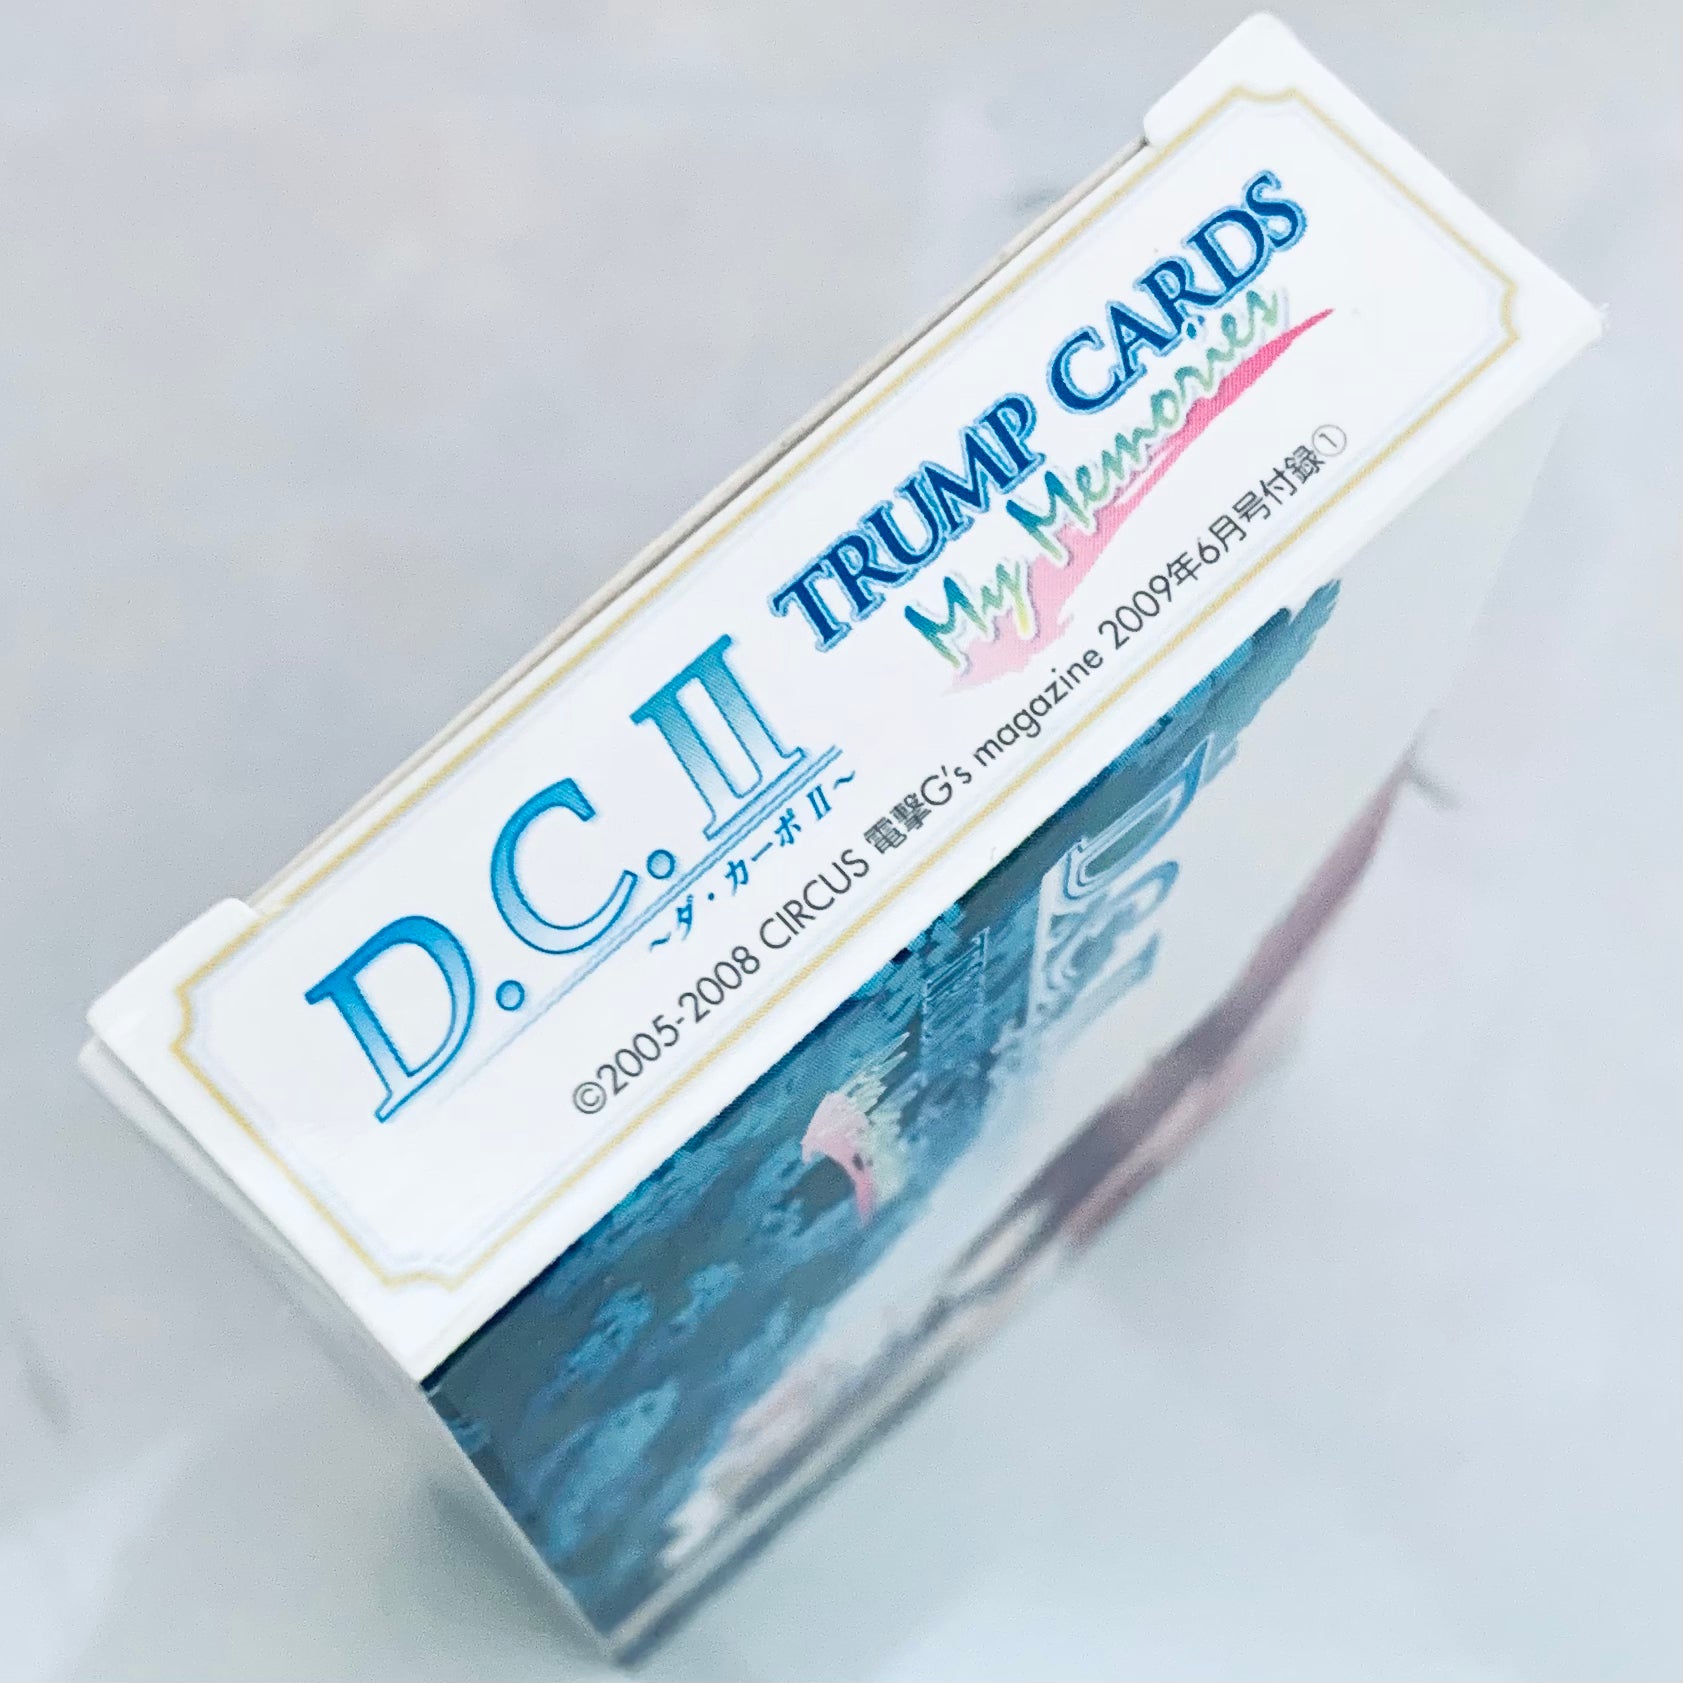 D.C.II
～ダ・カーポII～
TRUMP CARDS
My Memories
©2005-2008 CIRCUS 電撃G's magazine 2009年6月号付録①